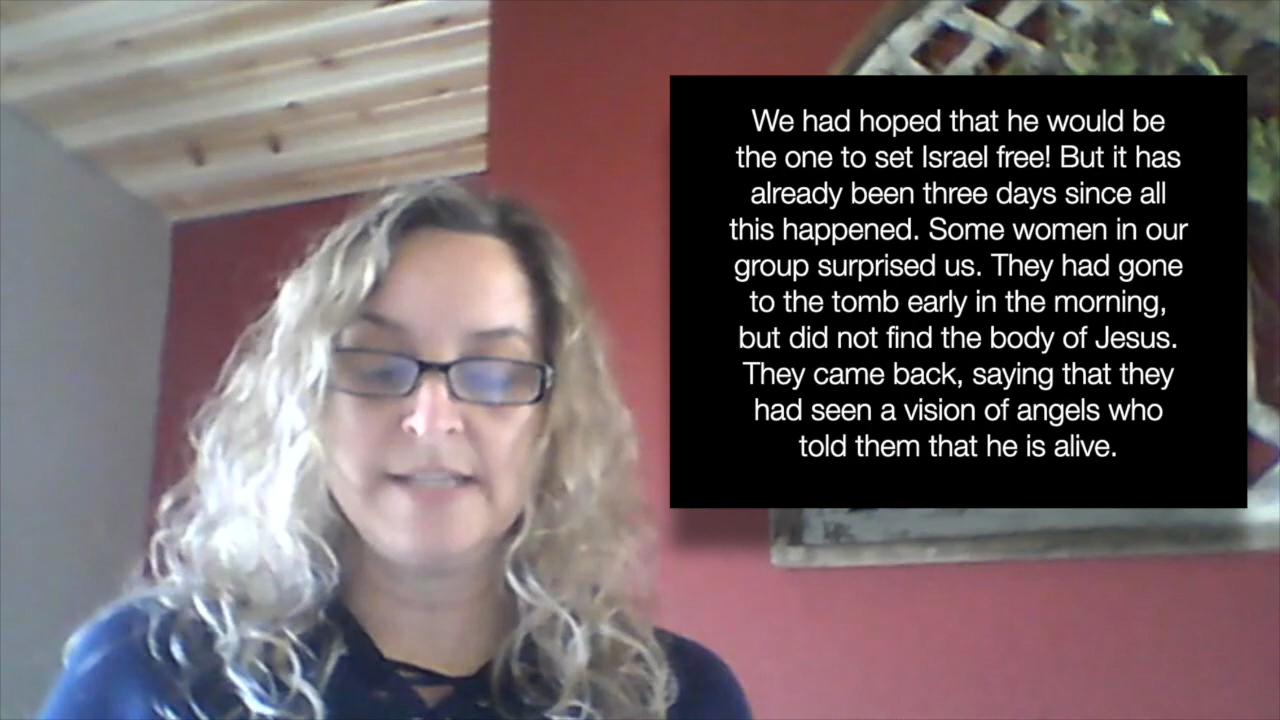 We had hoped that he would be
the one to set Israel free! But it has
already been three days since all
this happened. Some women in our
group surprised us. They had gone
to the tomb early in the morning,
but did not find the body of Jesus.
They came back, saying that they
had seen a vision of angels who
told them that he is alive.